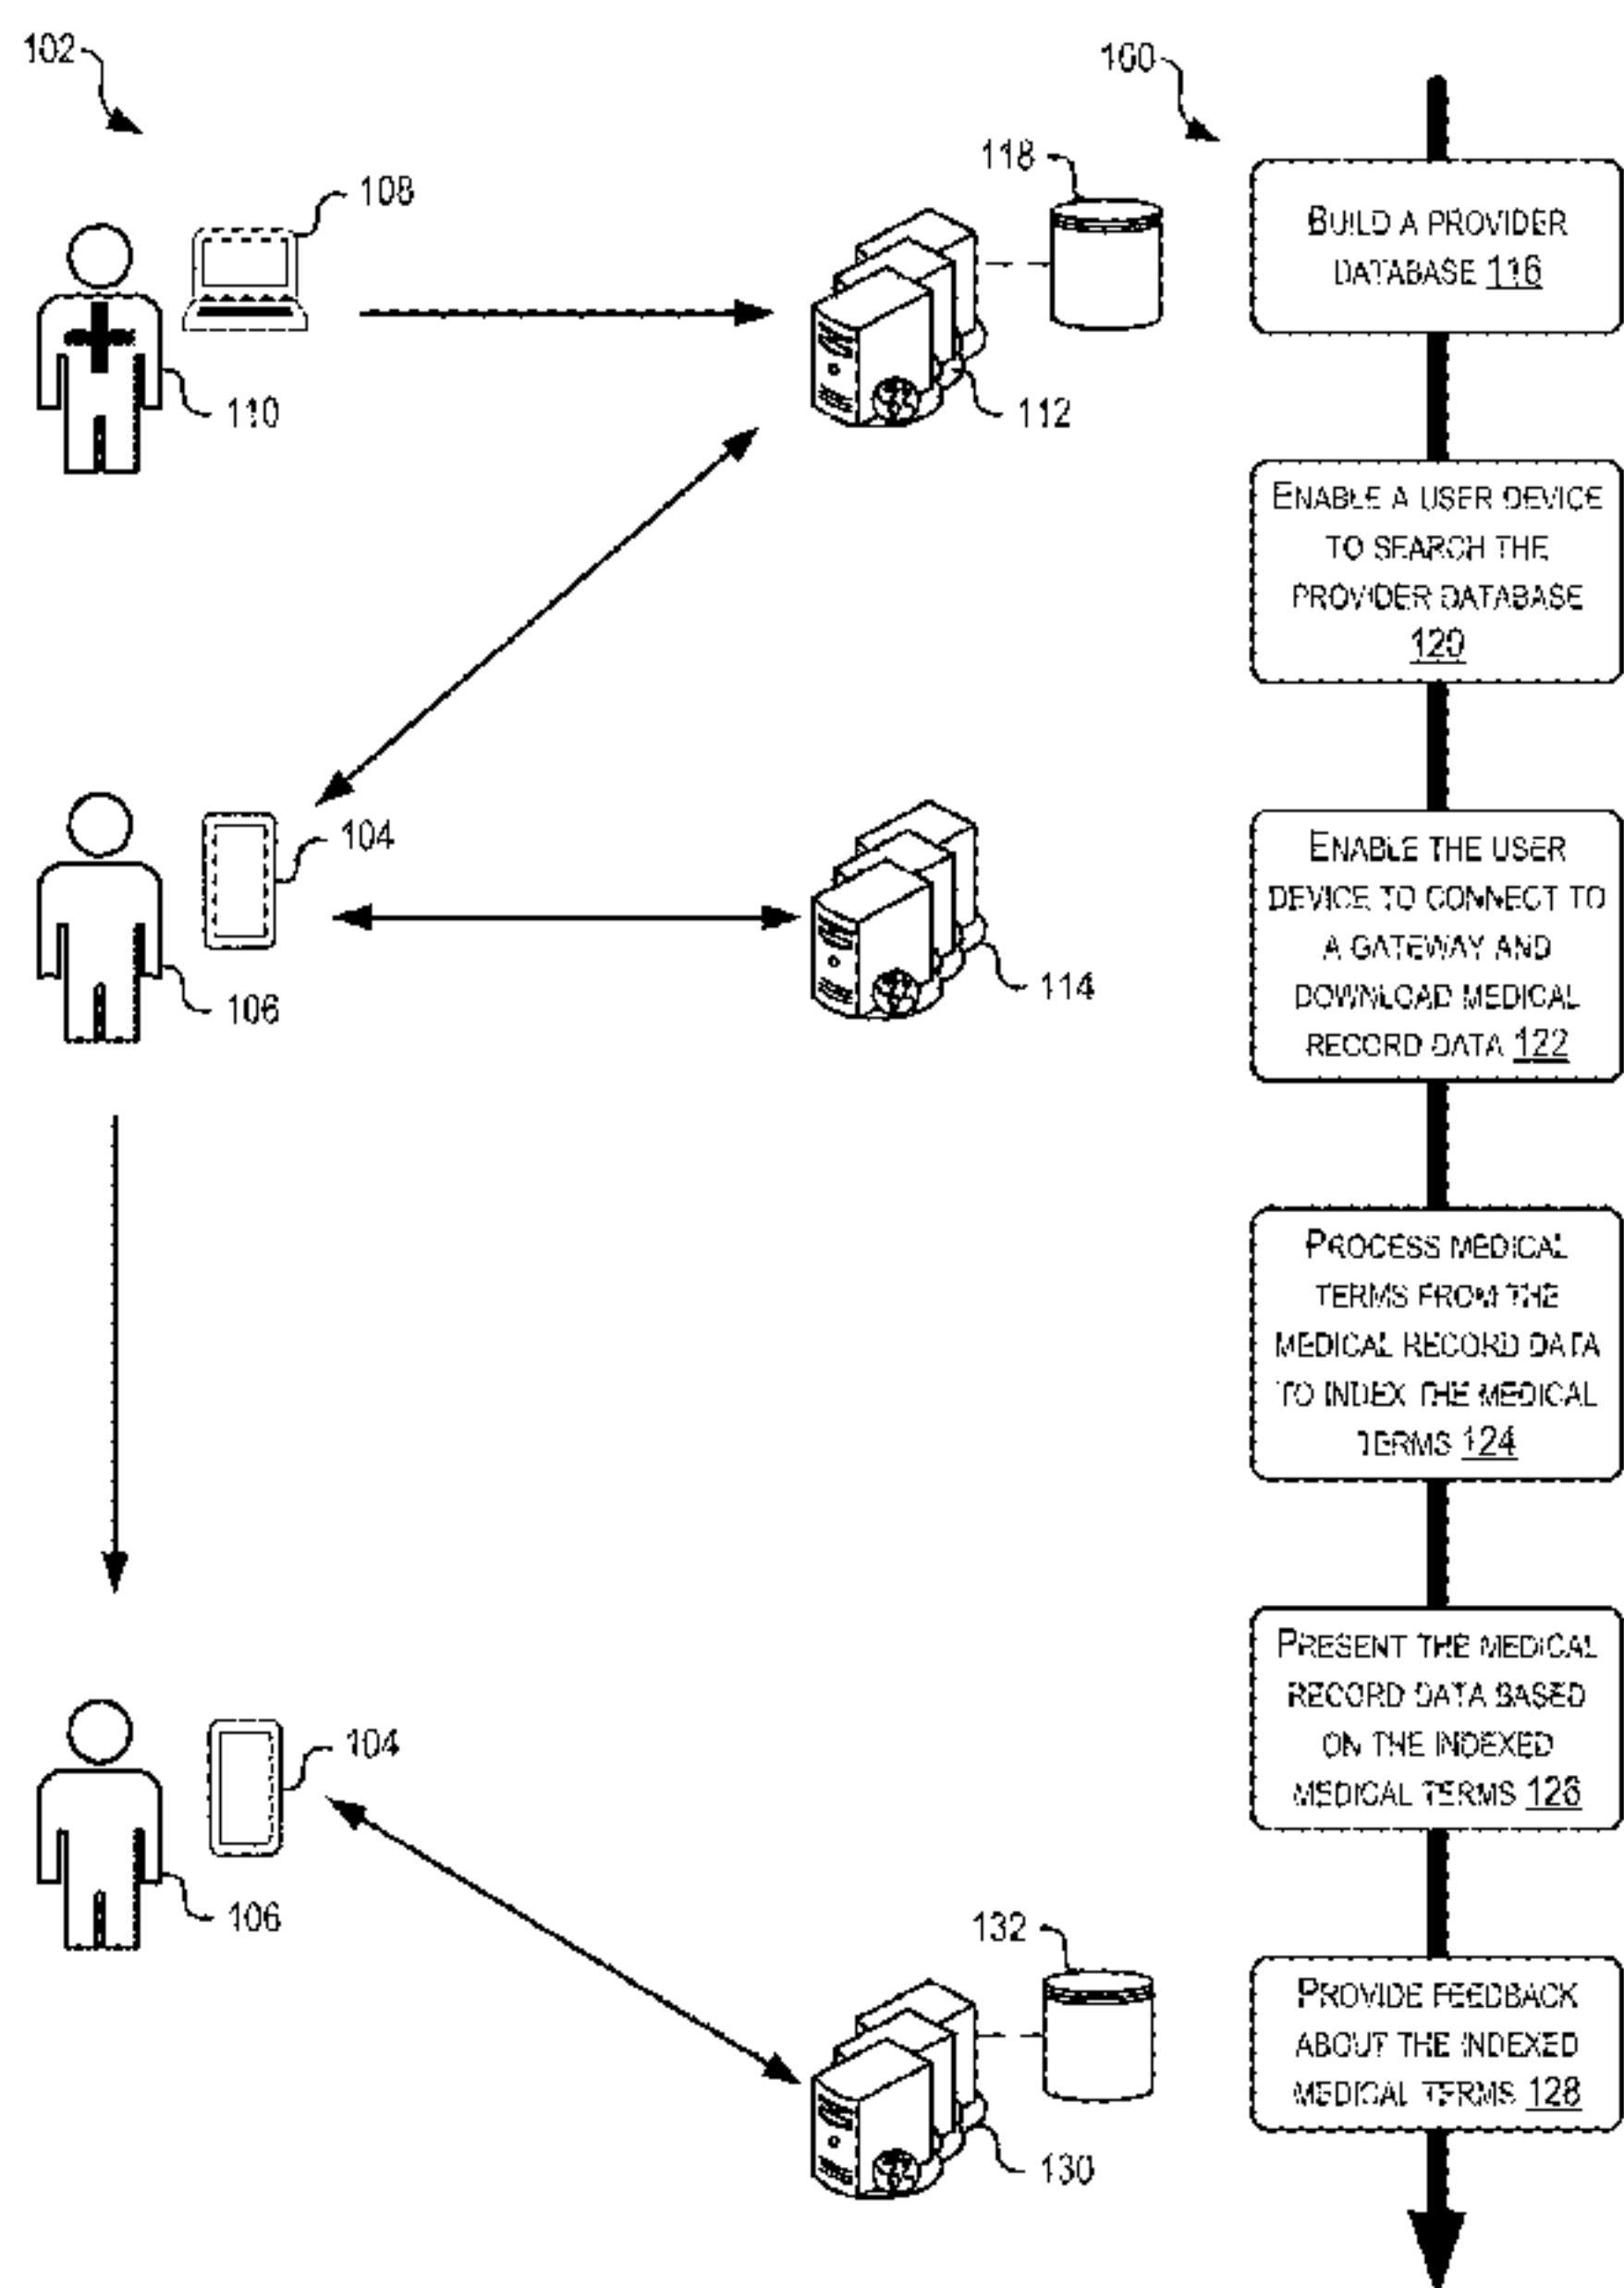 102
100
108
118
110
112
BUILD A PROVIDER
DATABASE 116
ENABLE A USER DEVICE
TO SEARCH THE
PROVIDER DATABASE
120
104
106
114
ENABLE THE USER
DEVICE TO CONNECT TO
A GATEWAY AND
DOWNLOAD MEDICAL
RECORD DATA 122
PROCESS MEDICAL
TERMS FROM THE
MEDICAL RECORD DATA
TO INDEX THE MEDICAL
TERMS 124
104
106
PRESENT THE MEDICAL
RECORD DATA BASED
ON THE INDEXED
MEDICAL TERMS 126
132
130
PROVIDE FEEDBACK
ABOUT THE INDEXED
MEDICAL TERMS 128